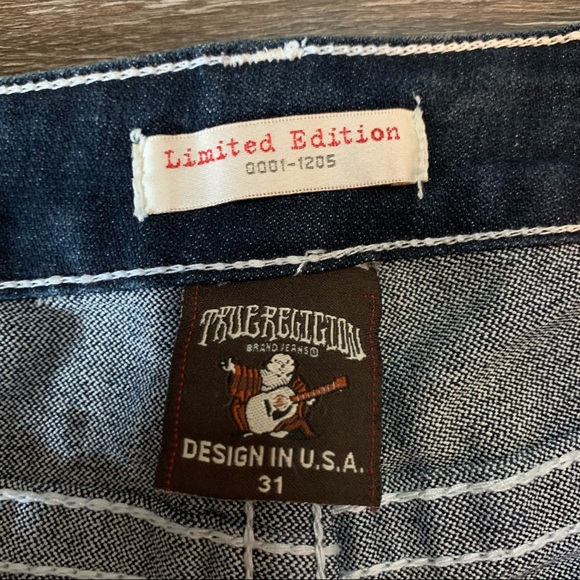 Limited Edition
0001-1205
TRUE RELIGION
BRAND JEANS
DESIGN IN U.S.A.
31